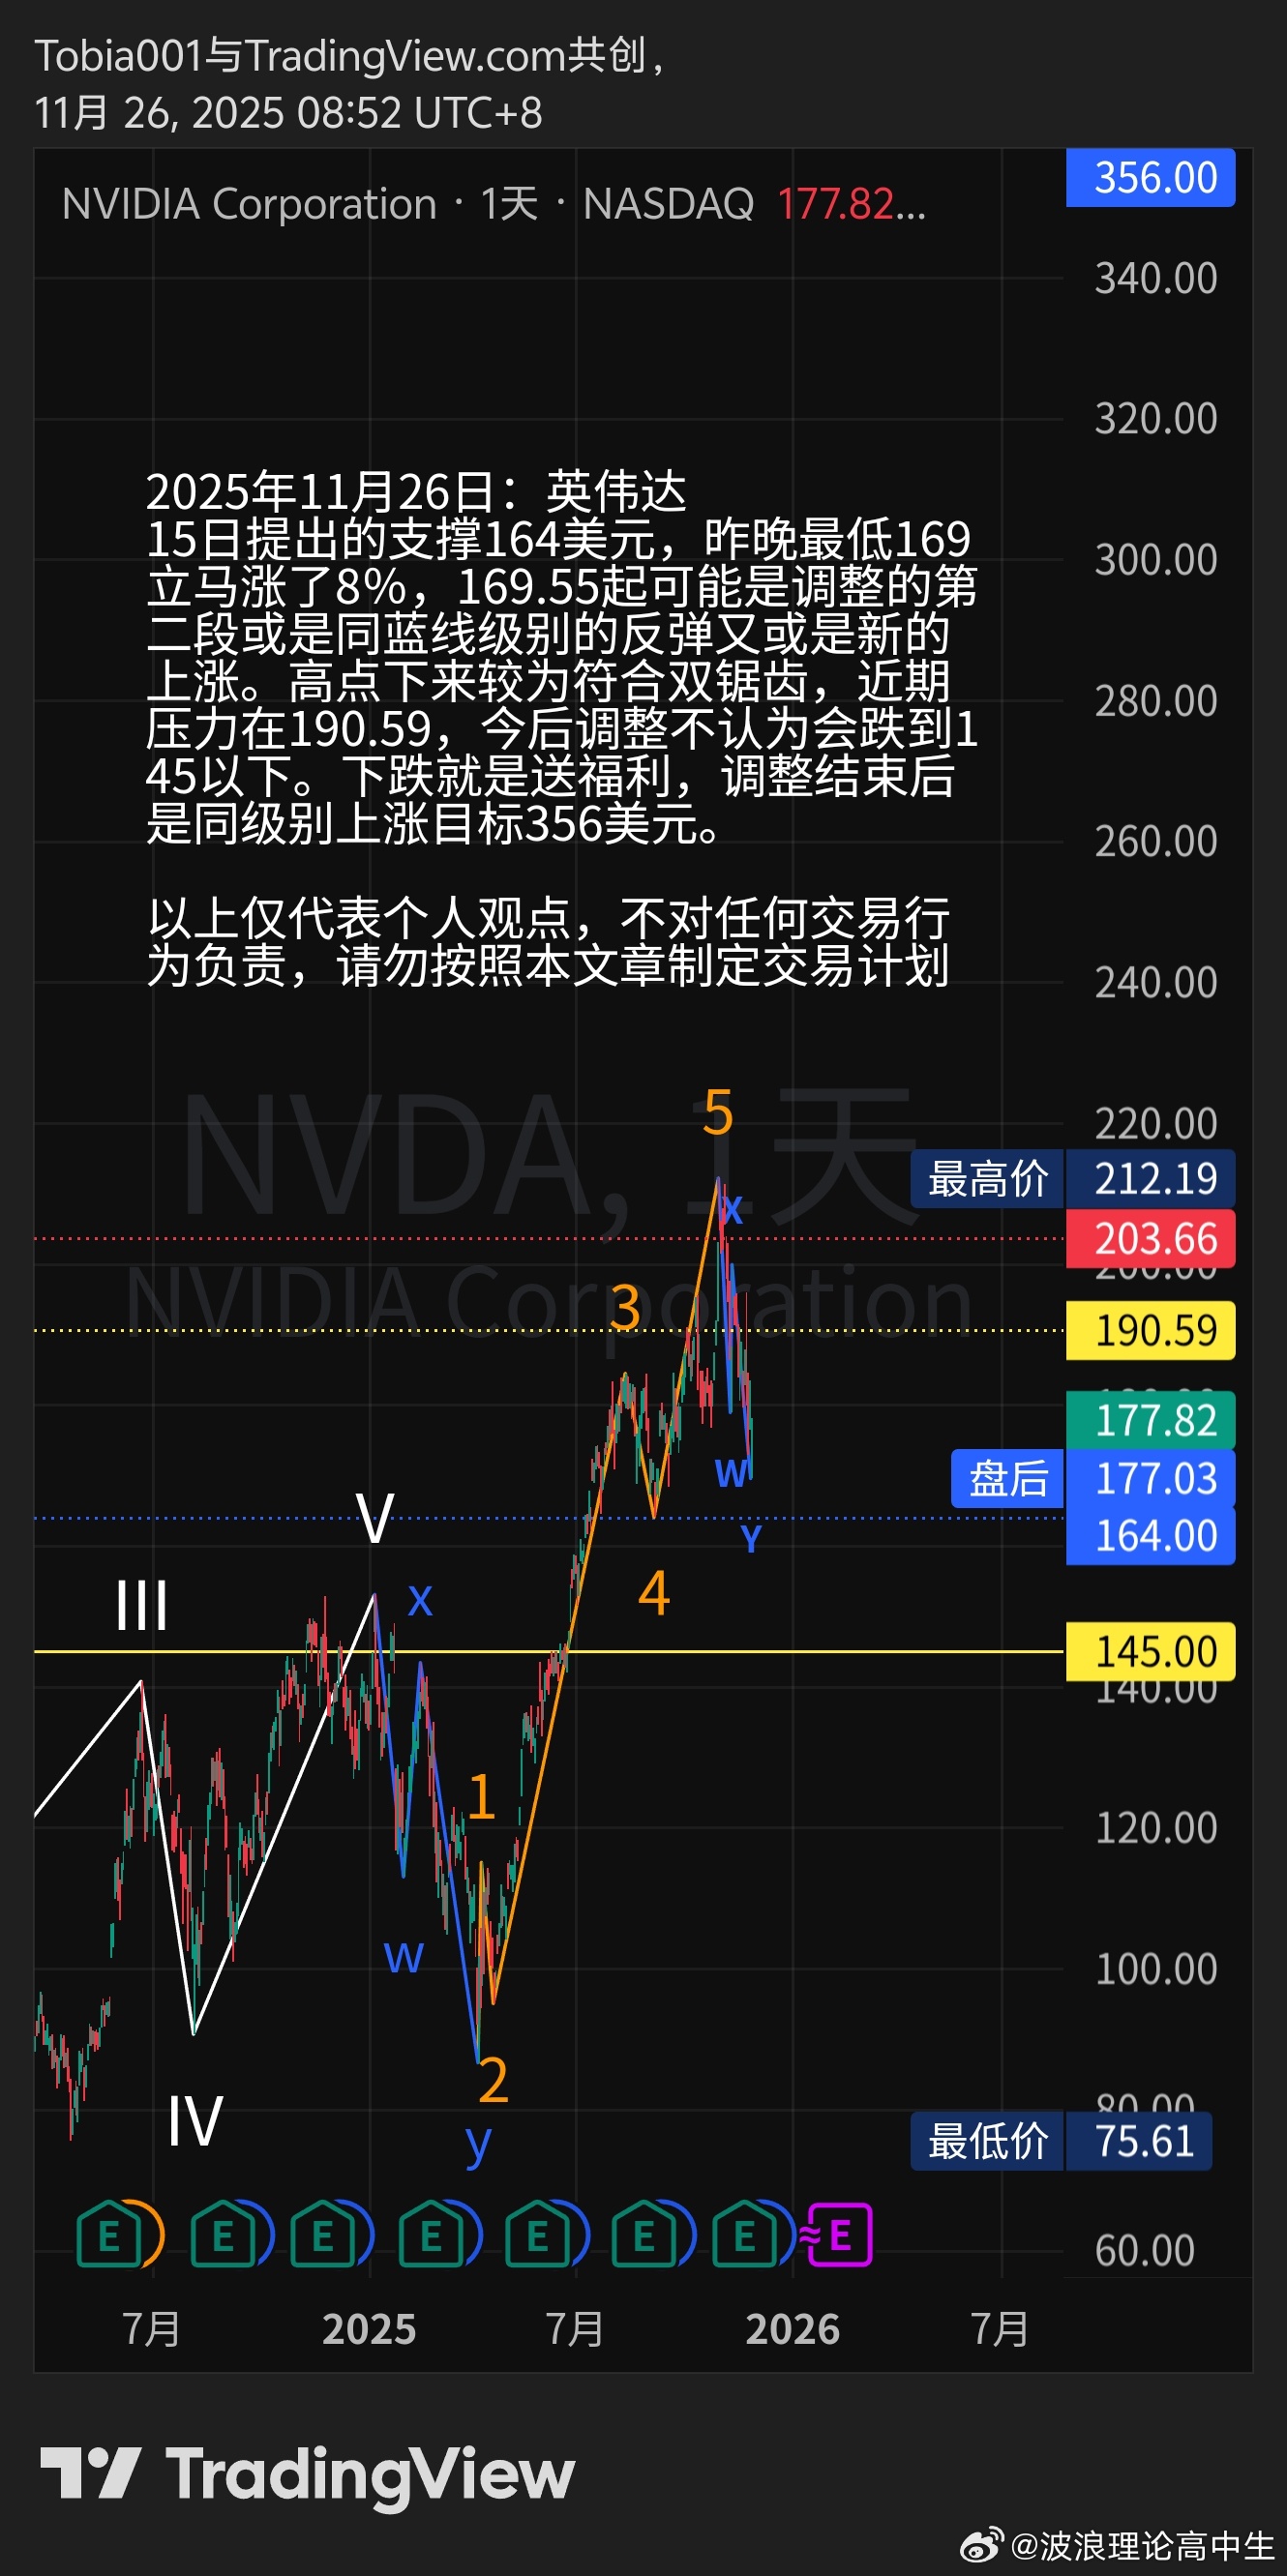 Tobia001与TradingView.com共创，
11月 26, 2025 08:52 UTC+8
NVIDIA Corporation · 1天 · NASDAQ 177.82...
356.00
340.00
320.00
2025年11月26日：英伟达
15日提出的支撑164美元，昨晚最低169
立马涨了8%，169.55起可能是调整的第
二段或是同蓝线级别的反弹又或是新的
上涨。高点下来较为符合双锯齿，近期
压力在190.59，今后调整不认为会跌到1
45以下。下跌就是送福利，调整结束后
是同级别上涨目标356美元。
以上仅代表个人观点，不对任何交易行
为负责，请勿按照本文章制定交易计划
300.00
280.00
260.00
240.00
220.00
NVDA, 1天
NVIDIA Corporation
5
最高价 212.19
X
203.66
200.00
3
190.59
177.82
W
盘后 177.03
V
164.00
Y
III
x
4
145.00
140.00
1
120.00
w
100.00
2
IV
80.00
y
最低价 75.61
E E E E E E E ≈E
60.00
7月 2025 7月 2026 7月
TradingView
@波浪理论高中生